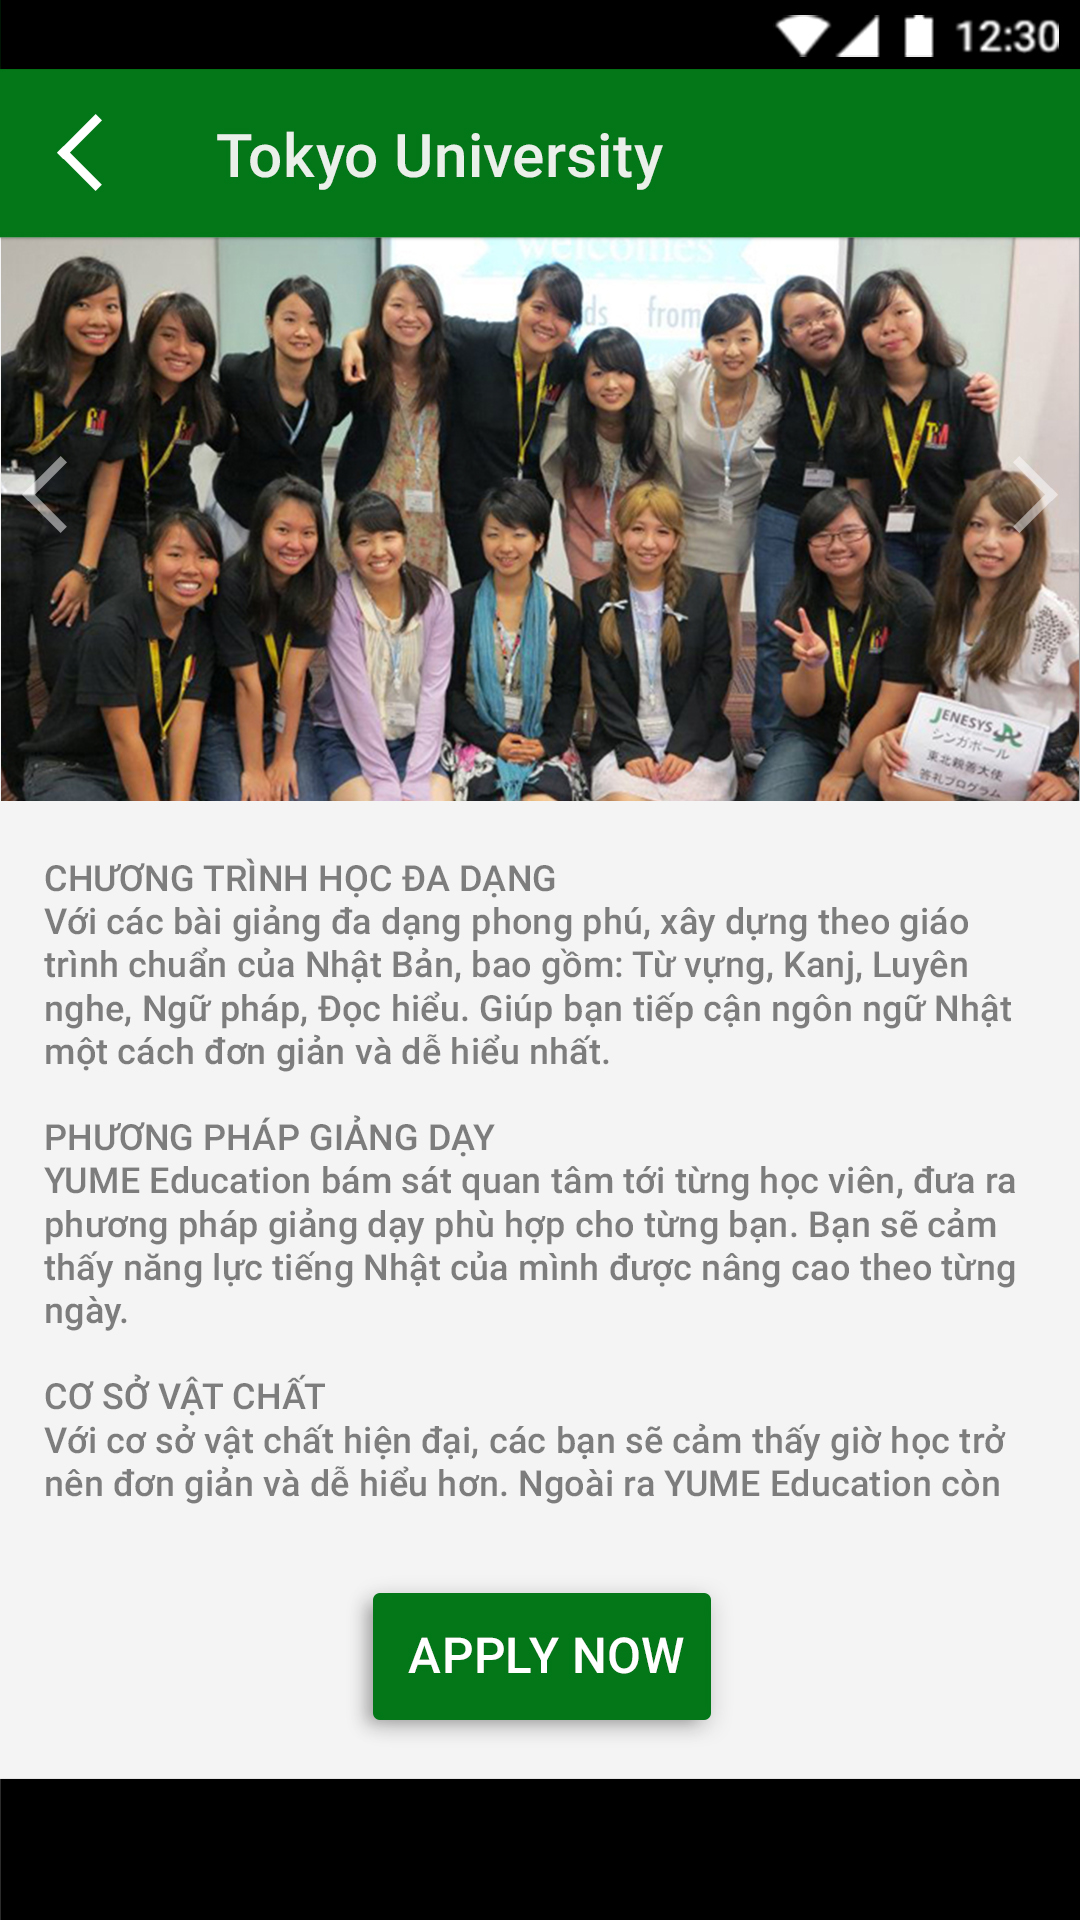 12:30
Tokyo University
welcomes
ds from
JENESYS
シンガポール
東北親善大使
答礼プログラム
CHƯƠNG TRÌNH HỌC ĐA DẠNG
Với các bài giảng đa dạng phong phú, xây dựng theo giáo
trình chuẩn của Nhật Bản, bao gồm: Từ vựng, Kanj, Luyên
nghe, Ngữ pháp, Đọc hiểu. Giúp bạn tiếp cận ngôn ngữ Nhật
một cách đơn giản và dễ hiểu nhất.
PHƯƠNG PHÁP GIẢNG DẠY
YUME Education bám sát quan tâm tới từng học viên, đưa ra
phương pháp giảng dạy phù hợp cho từng bạn. Bạn sẽ cảm
thấy năng lực tiếng Nhật của mình được nâng cao theo từng
ngày.
CƠ SỞ VẬT CHẤT
Với cơ sở vật chất hiện đại, các bạn sẽ cảm thấy giờ học trở
nên đơn giản và dễ hiểu hơn. Ngoài ra YUME Education còn
APPLY NOW